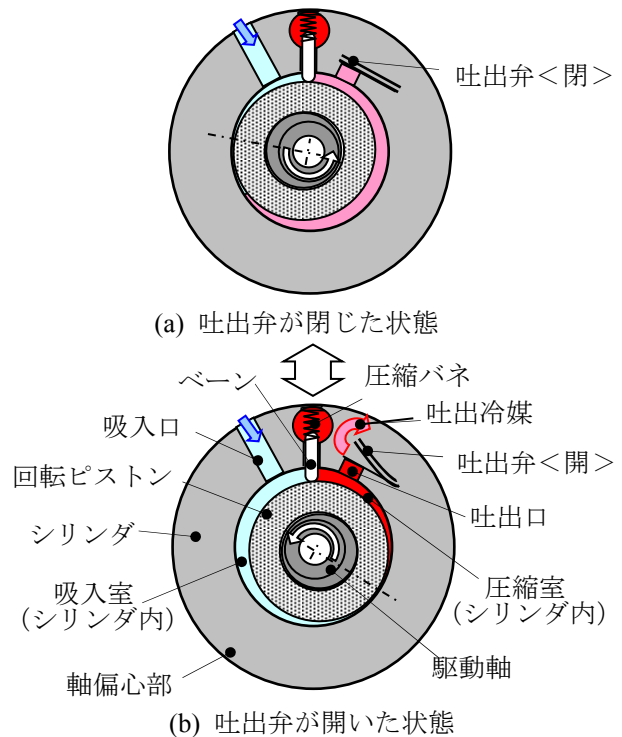 吐出弁＜閉＞
(a) 吐出弁が閉じた状態
ベーン
圧縮バネ
吸入口
吐出冷媒
回転ピストン
吐出弁＜開＞
シリンダ
吐出口
吸入室
（シリンダ内）
圧縮室
（シリンダ内）
軸偏心部
駆動軸
(b) 吐出弁が開いた状態